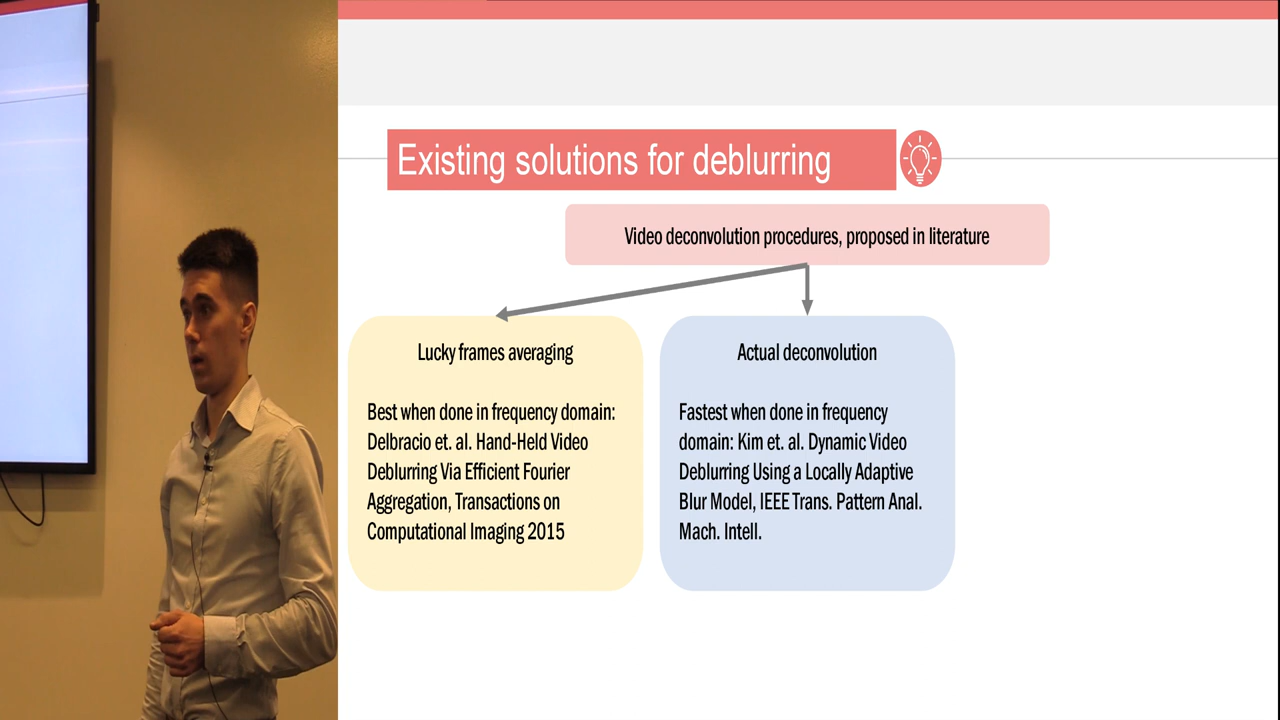 Existing solutions for deblurring
Video deconvolution procedures, proposed in literature
Lucky frames averaging
Best when done in frequency domain:
Delbracio et. al. Hand-Held Video
Deblurring Via Efficient Fourier
Aggregation, Transactions on
Computational Imaging 2015
Actual deconvolution
Fastest when done in frequency
domain: Kim et. al. Dynamic Video
Deblurring Using a Locally Adaptive
Blur Model, IEEE Trans. Pattern Anal.
Mach. Intell.